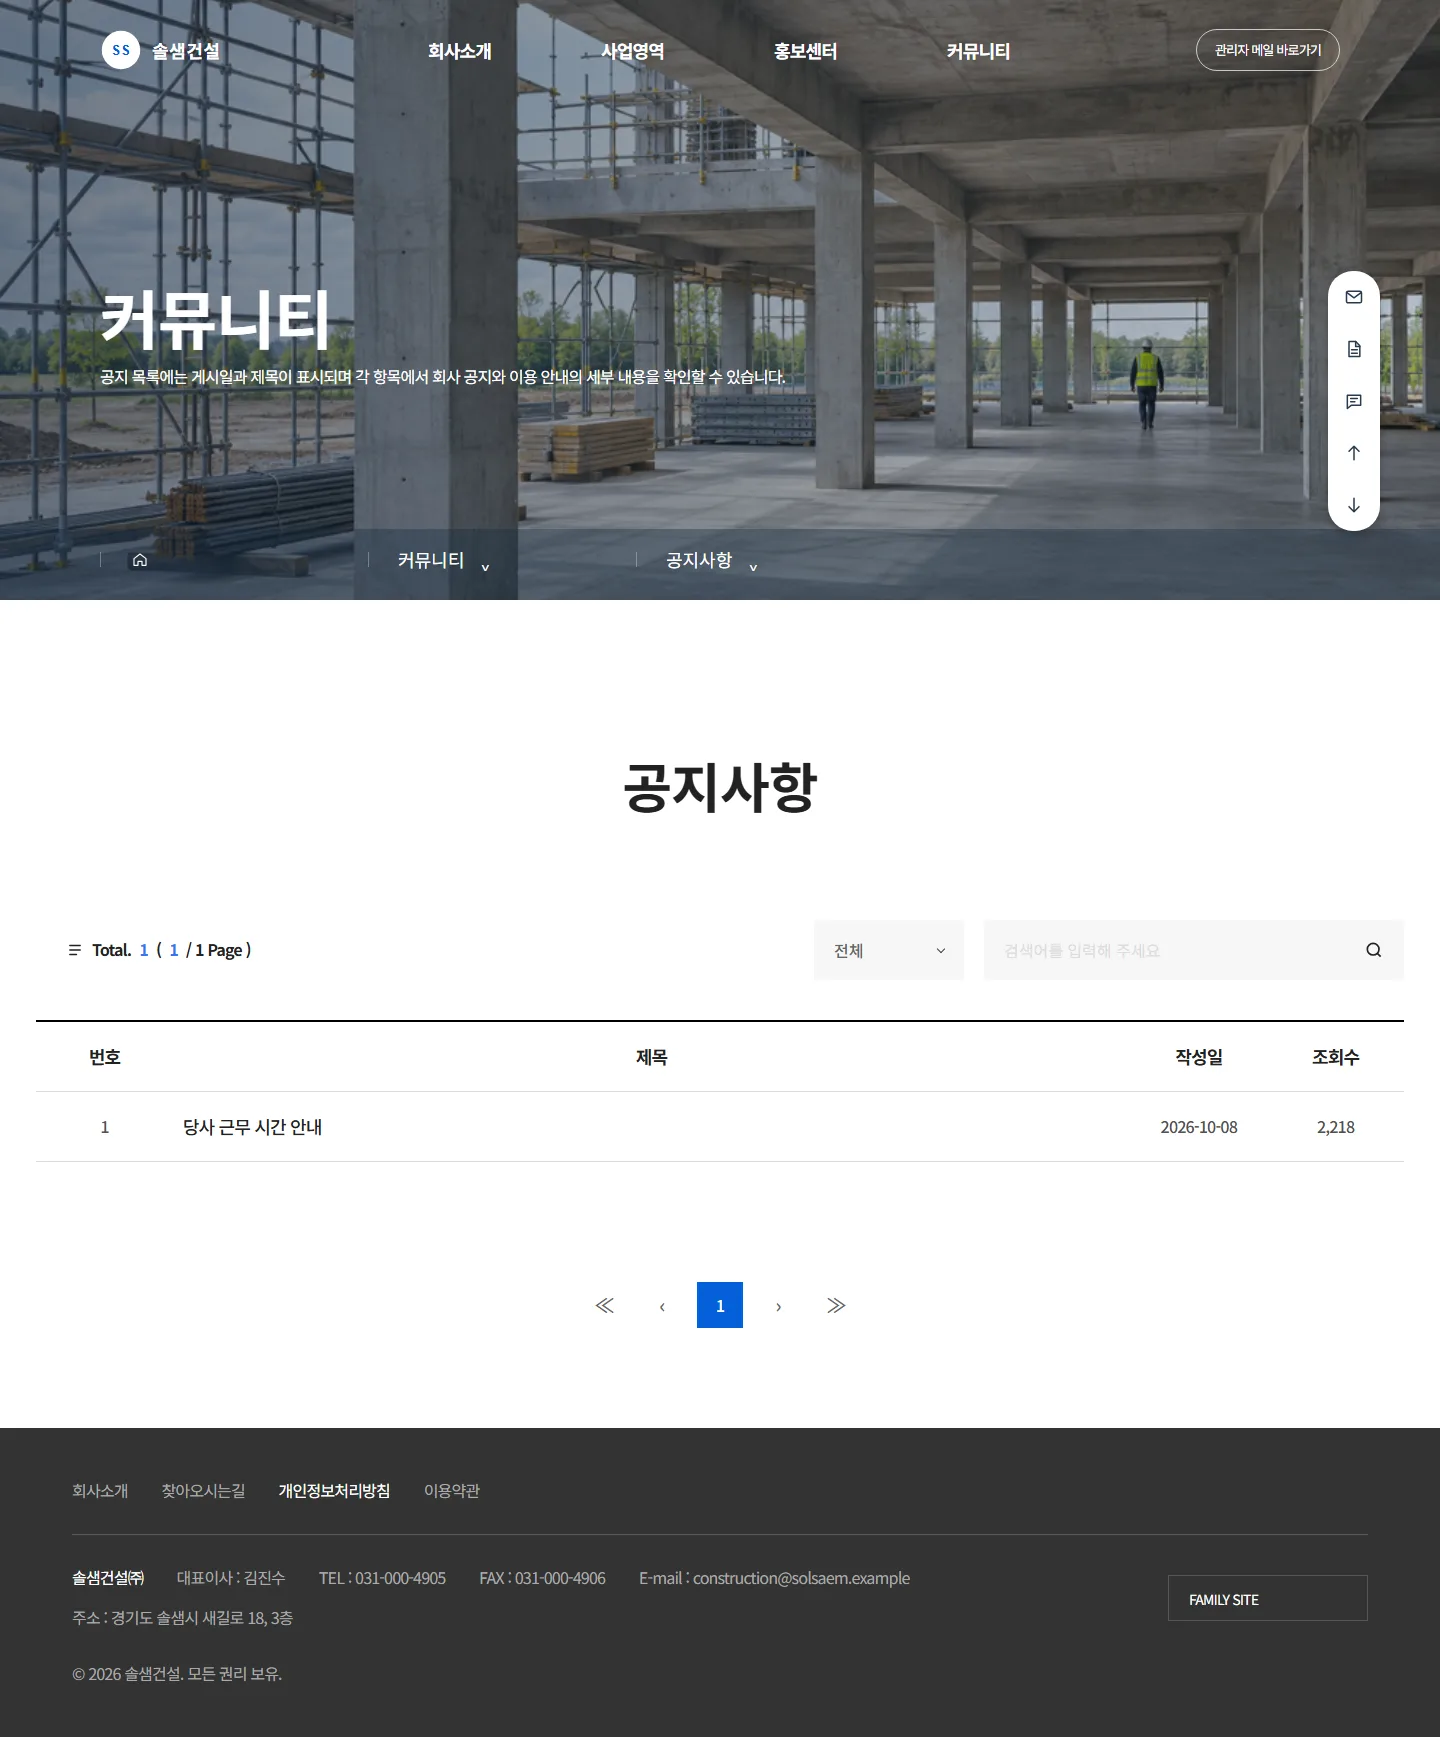 SS 솔샘건설
회사소개 사업영역 홍보센터 커뮤니티
관리자 메일 바로가기
커뮤니티
공지 목록에는 게시일과 제목이 표시되며 각 항목에서 회사 공지와 이용 안내의 세부 내용을 확인할 수 있습니다.
커뮤니티 공지사항
공지사항
Total. 1 ( 1 / 1 Page )
전체
검색어를 입력해 주세요
번호 제목 작성일 조회수
1 당사 근무 시간 안내 2026-10-08 2,218
≪ ‹ 1 › ≫
회사소개 찾아오시는길 개인정보처리방침 이용약관
솔샘건설㈜ 대표이사 : 김진수 TEL : 031-000-4905 FAX : 031-000-4906 E-mail : construction@solsaem.example
주소 : 경기도 솔샘시 새길로 18, 3층
FAMILY SITE
© 2026 솔샘건설. 모든 권리 보유.